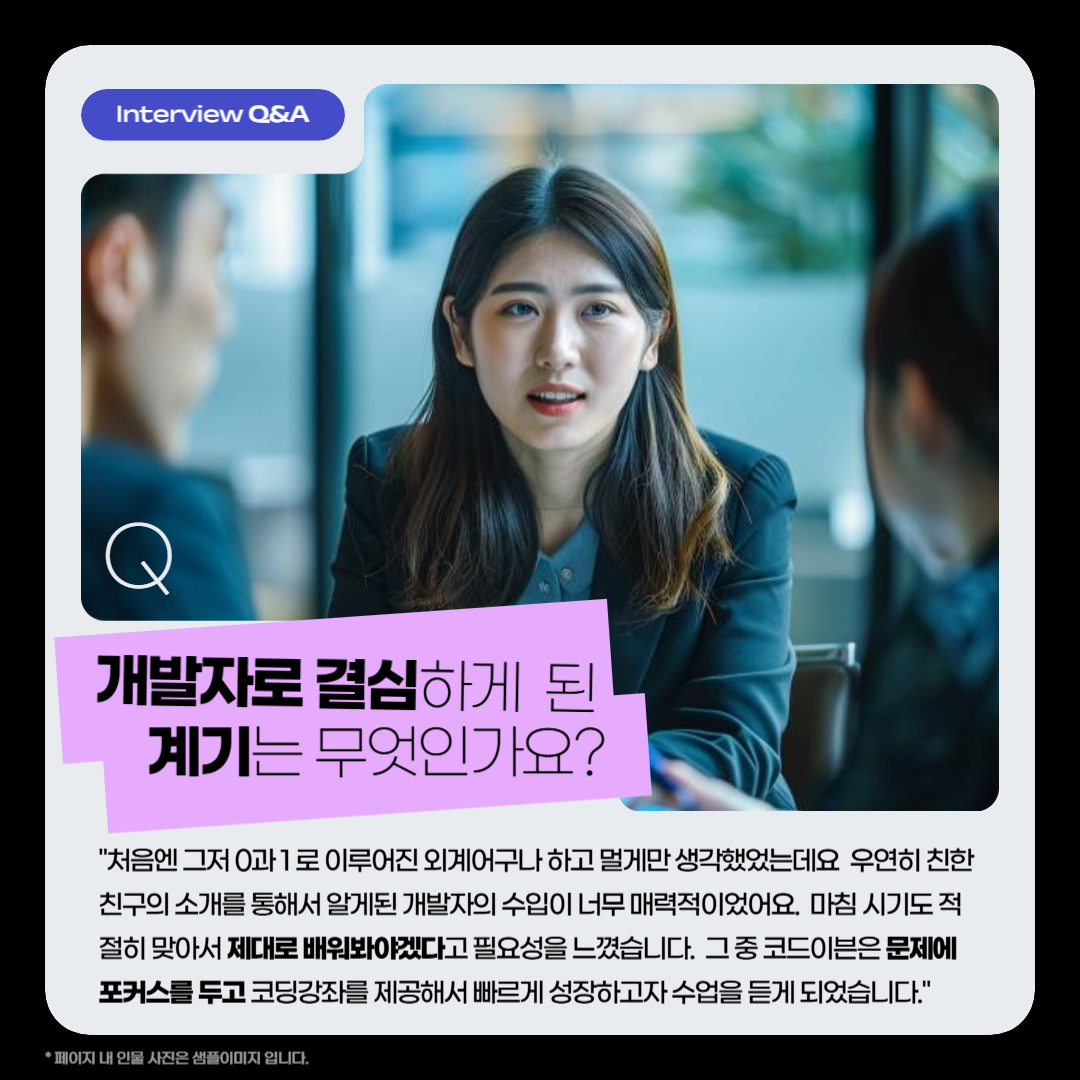 Interview Q&A
Q
개발자로 결심하게 된
계기는 무엇인가요?
"처음엔 그저 0과 1 로 이루어진 외계어구나 하고 멀게만 생각했었는데요 우연히 친한
친구의 소개를 통해서 알게된 개발자의 수입이 너무 매력적이었어요. 마침 시기도 적
절히 맞아서 제대로 배워봐야겠다고 필요성을 느꼈습니다. 그 중 코드이븐은 문제에
포커스를 두고 코딩강좌를 제공해서 빠르게 성장하고자 수업을 듣게 되었습니다."
* 페이지 내 인물 사진은 샘플이미지 입니다.